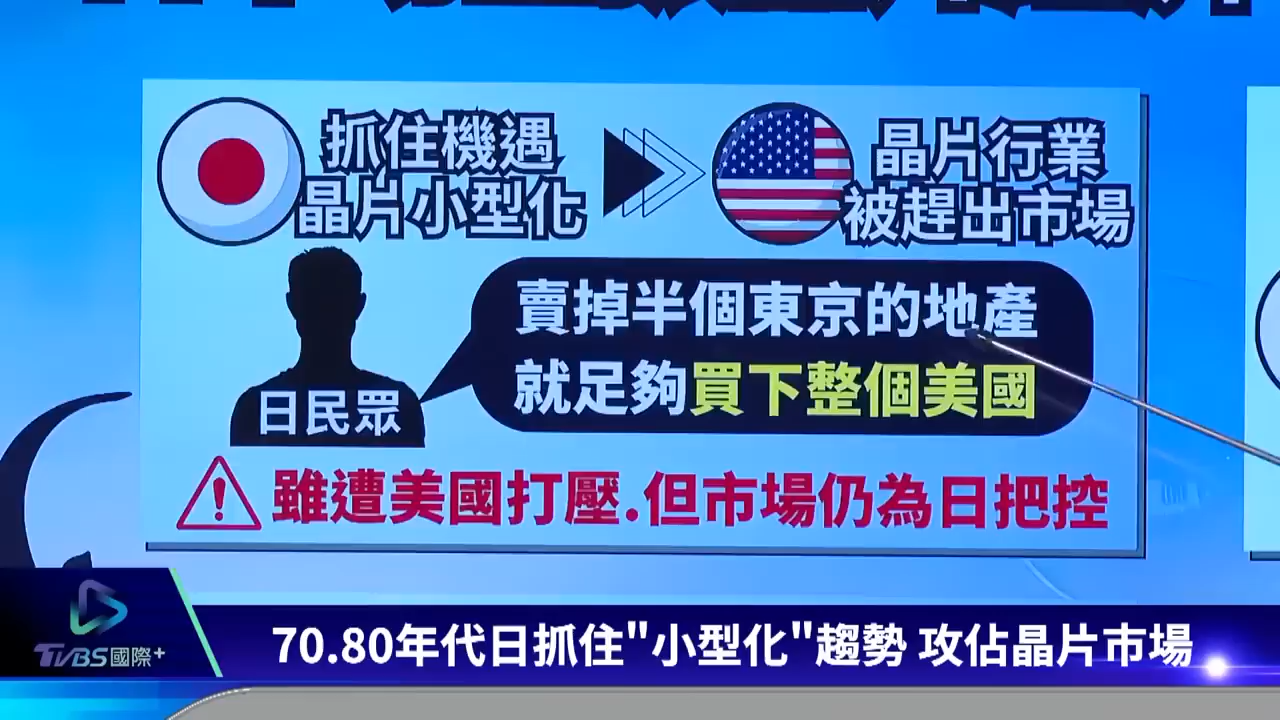 抓住機遇
晶片小型化
晶片行業
被趕出市場
賣掉半個東京的地產
就足夠買下整個美國
日民眾
雖遭美國打壓.但市場仍為日把控
TVBS國際+
70.80年代日抓住"小型化"趨勢 攻佔晶片市場